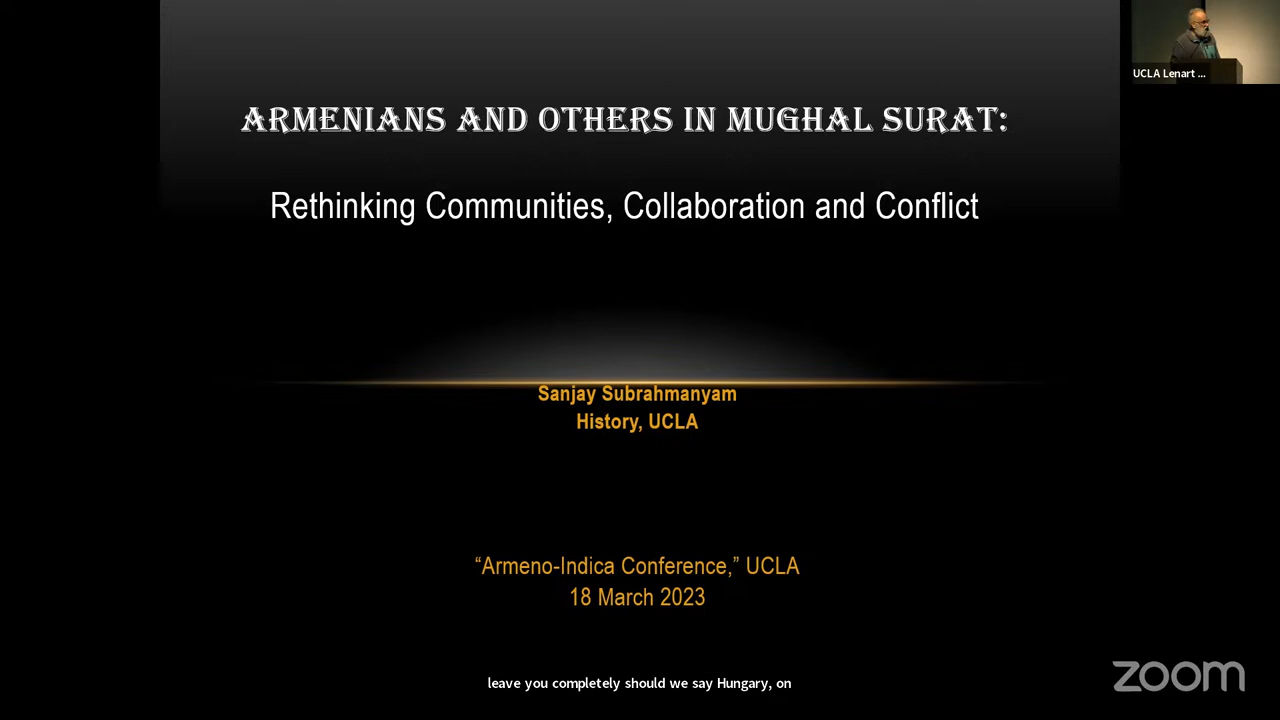 ARMENIANS AND OTHERS IN MUGHAL SURAT:
Rethinking Communities, Collaboration and Conflict
Sanjay Subrahmanyam
History, UCLA
“Armeno-Indica Conference,” UCLA
18 March 2023
leave you completely should we say Hungary, on
UCLA Lenart ...
zoom